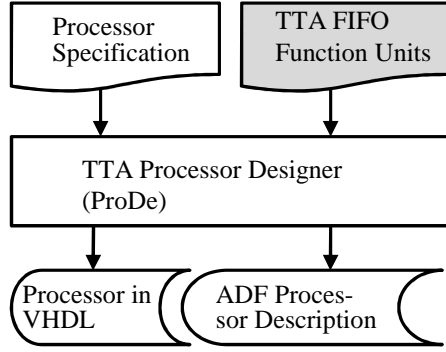 Processor
Specification
TTA FIFO
Function Units
TTA Processor Designer
(ProDe)
Processor in
VHDL
ADF Proces-
sor Description